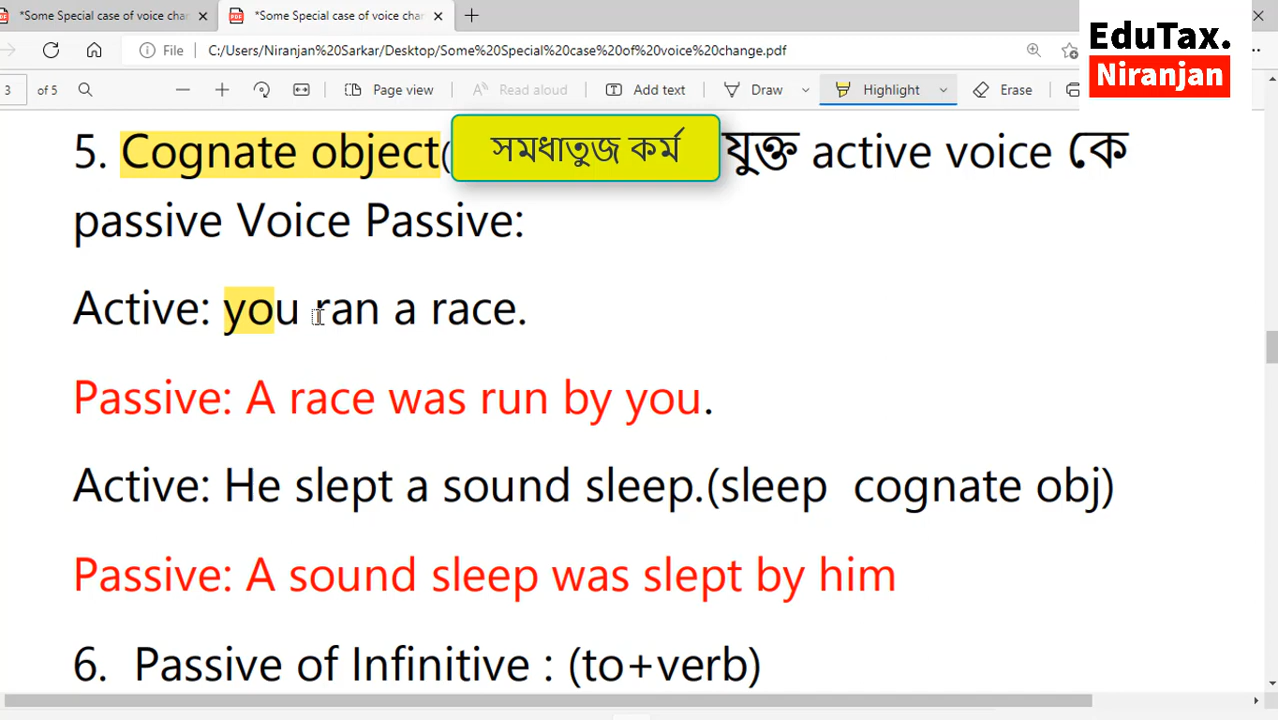 *Some Special case of voice chan
*Some Special case of voice chan
EduTax.
Niranjan
File
C:/Users/Niranjan%20Sarkar/Desktop/Some%20Special%20case%20of%20voice%20change.pdf
3 of 5
Page view
Read aloud
Add text
Draw
Highlight
Erase
5. Cognate object( সমধাতুজ কর্ম যুক্ত active voice কে
passive Voice Passive:
Active: you ran a race.
Passive: A race was run by you.
Active: He slept a sound sleep.(sleep cognate obj)
Passive: A sound sleep was slept by him
6. Passive of Infinitive : (to+verb)